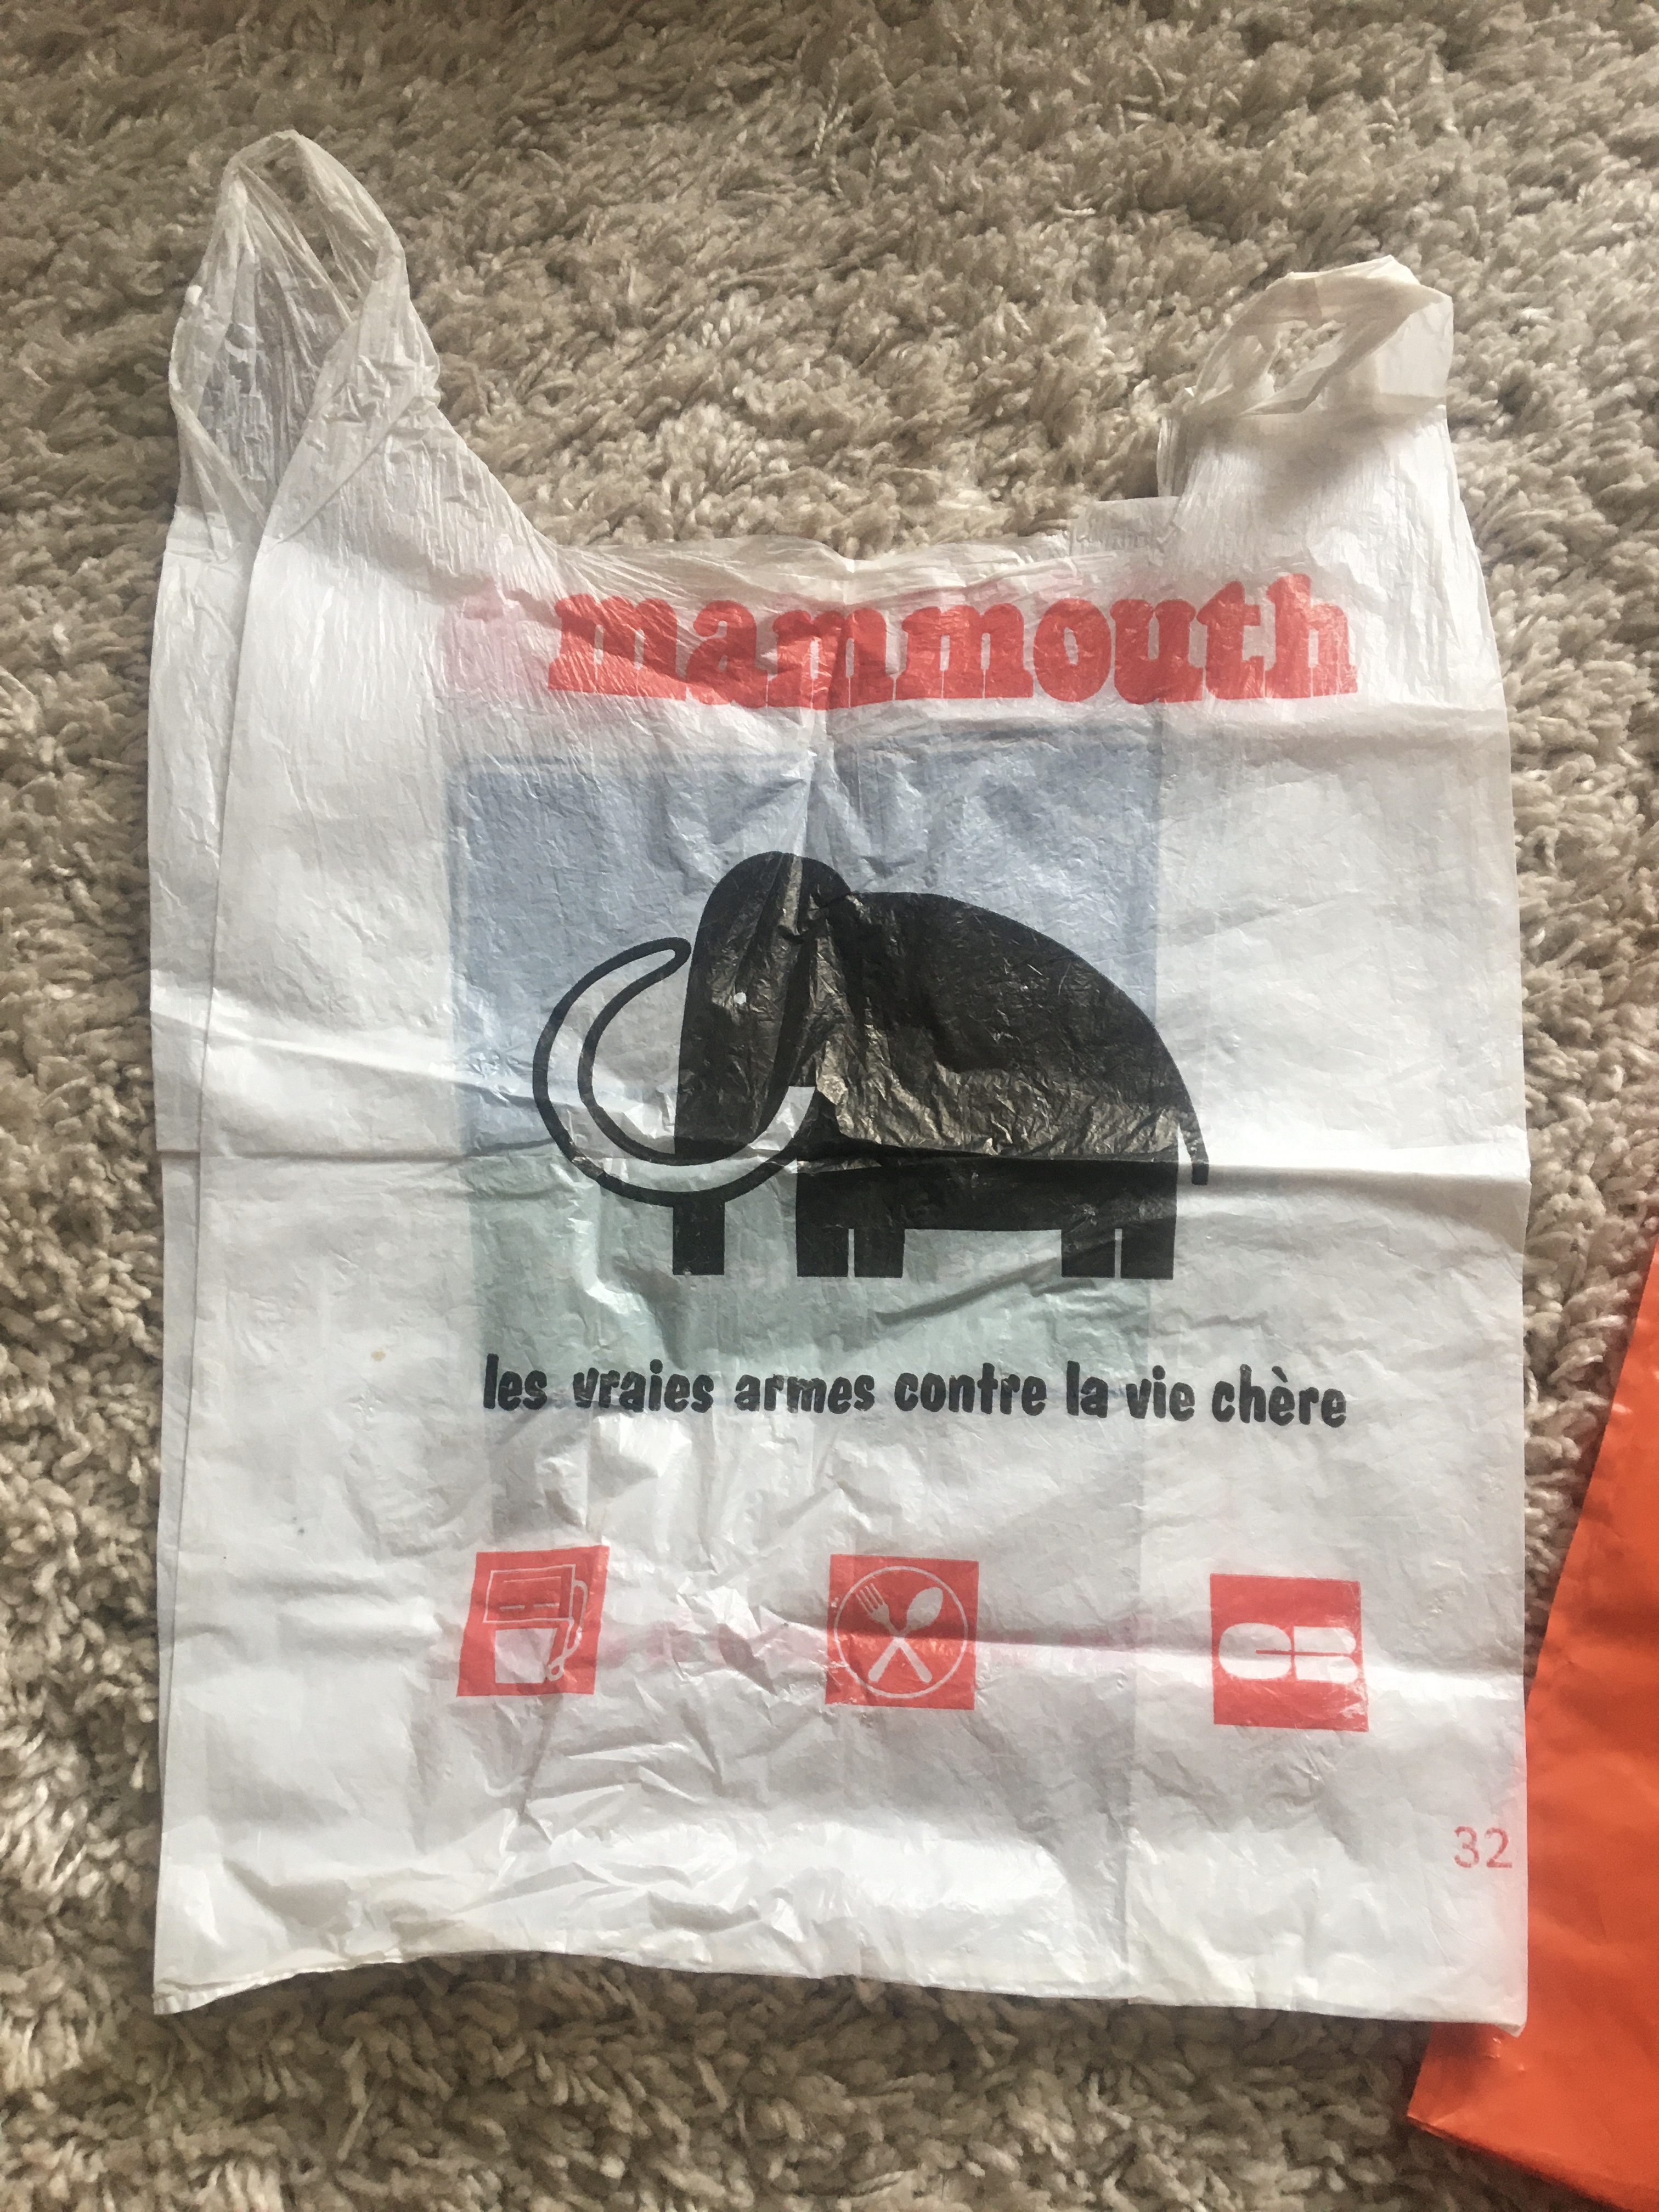 mammouth
les vraies armes contre la vie chère
CB
32